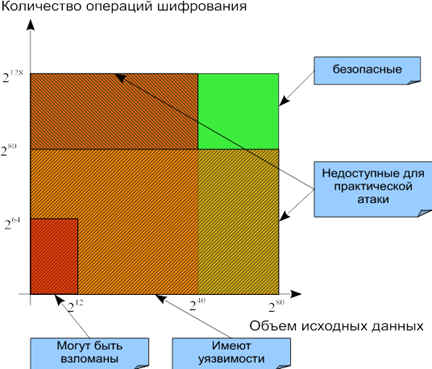 Количество операций шифрования
2^128
безопасные
2^80
Недоступные для
практической
атаки
2^64
2^12
2^40
2^80
Объем исходных данных
Могут быть
взломаны
Имеют
уязвимости